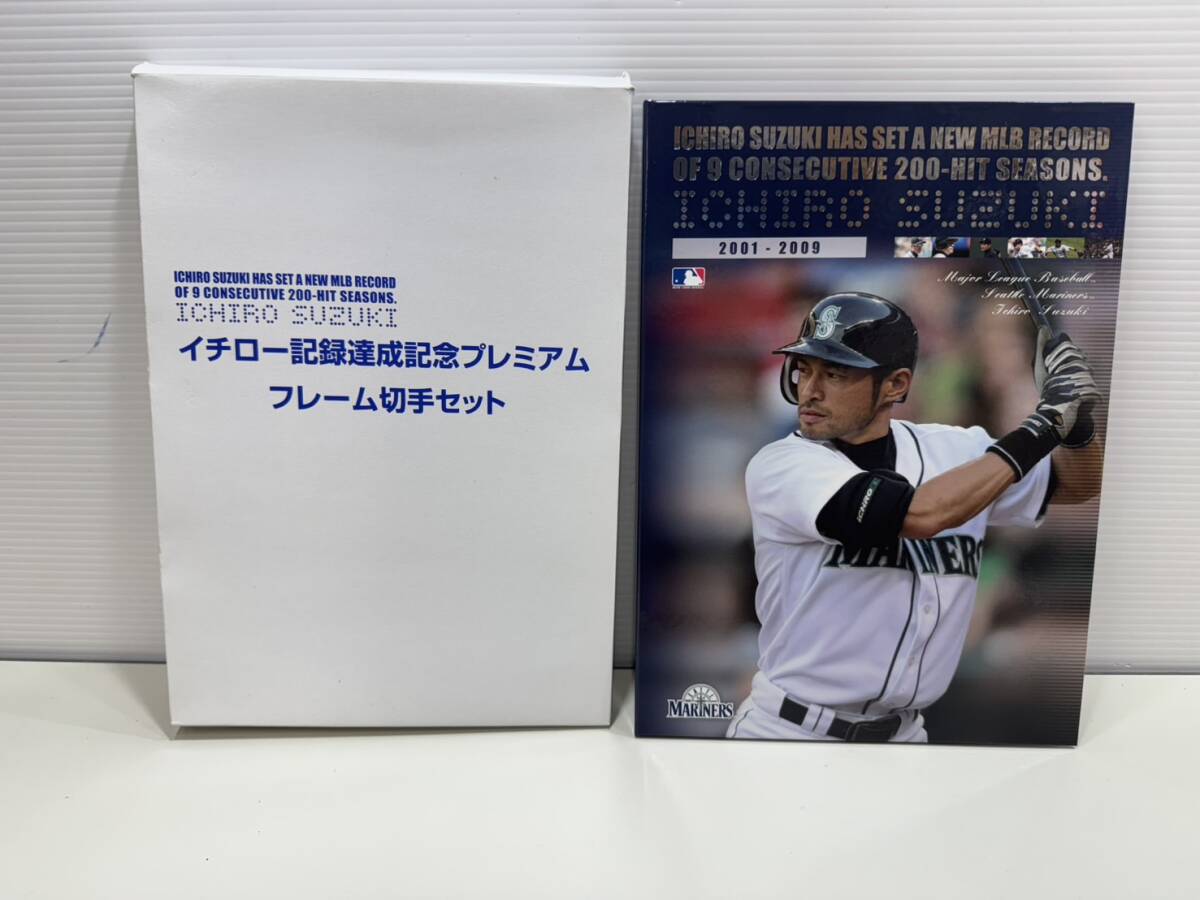 ICHIRO SUZUKI HAS SET A NEW MLB RECORD
OF 9 CONSECUTIVE 200-HIT SEASONS.
ICHIRO SUZUKI
イチロー記録達成記念プレミアム
フレーム切手セット
ICHIRO SUZUKI HAS SET A NEW MLB RECORD
OF 9 CONSECUTIVE 200-HIT SEASONS.
ICHIRO SUZUKI
2001 - 2009
Major League Baseball™
Seattle Mariners™
Ichiro Suzuki
S
ICHRO
MARINERS
MARINERS